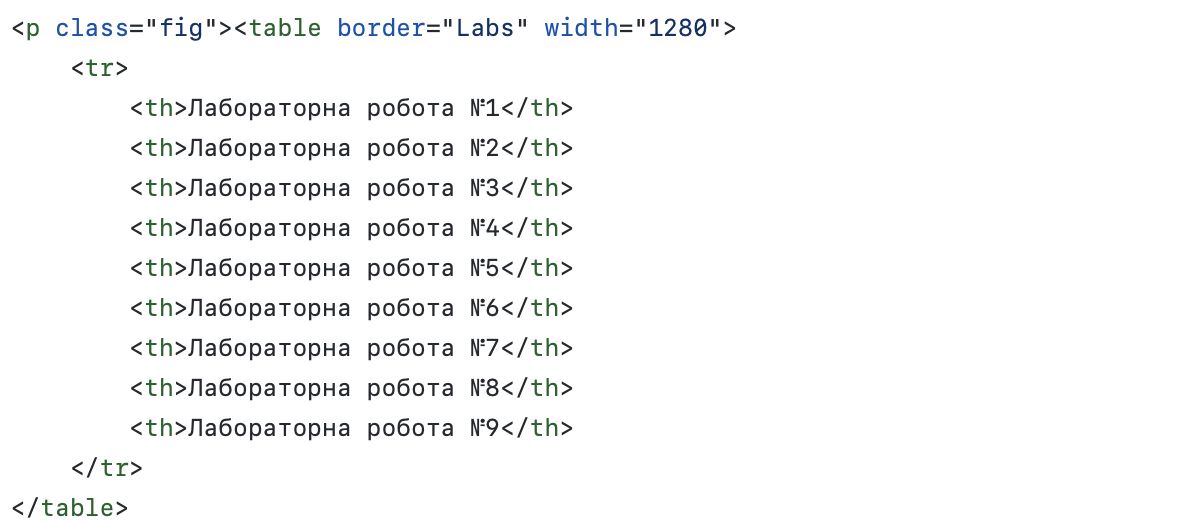 <p class="fig"><table border="Labs" width="1280">
    <tr>
        <th>Лабораторна робота №1</th>
        <th>Лабораторна робота №2</th>
        <th>Лабораторна робота №3</th>
        <th>Лабораторна робота №4</th>
        <th>Лабораторна робота №5</th>
        <th>Лабораторна робота №6</th>
        <th>Лабораторна робота №7</th>
        <th>Лабораторна робота №8</th>
        <th>Лабораторна робота №9</th>
    </tr>
</table>